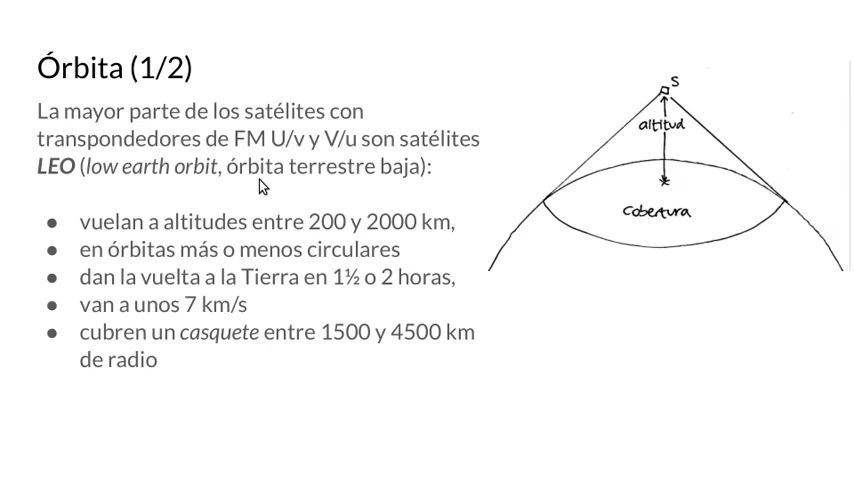 Órbita (1/2)
La mayor parte de los satélites con
transpondedores de FM U/v y V/u son satélites
LEO (low earth orbit, órbita terrestre baja):
● vuelan a altitudes entre 200 y 2000 km,
● en órbitas más o menos circulares
● dan la vuelta a la Tierra en 1½ o 2 horas,
● van a unos 7 km/s
● cubren un casquete entre 1500 y 4500 km
de radio
S
altitud
cobertura